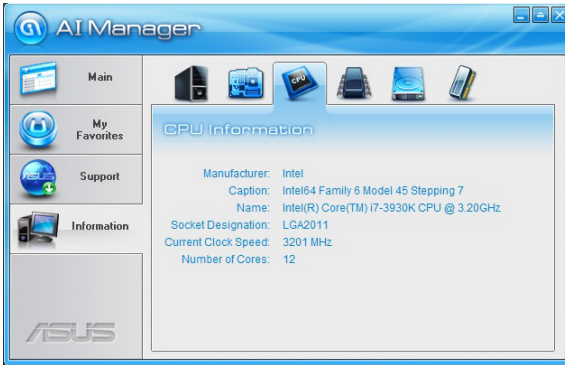 AI Manager
Main
My
Favorites
Support
Information
CPU
CPU Information
Manufacturer: Intel
Caption: Intel64 Family 6 Model 45 Stepping 7
Name: Intel(R) Core(TM) i7-3930K CPU @ 3.20GHz
Socket Designation: LGA2011
Current Clock Speed: 3201 MHz
Number of Cores: 12
ASUS
ASUS